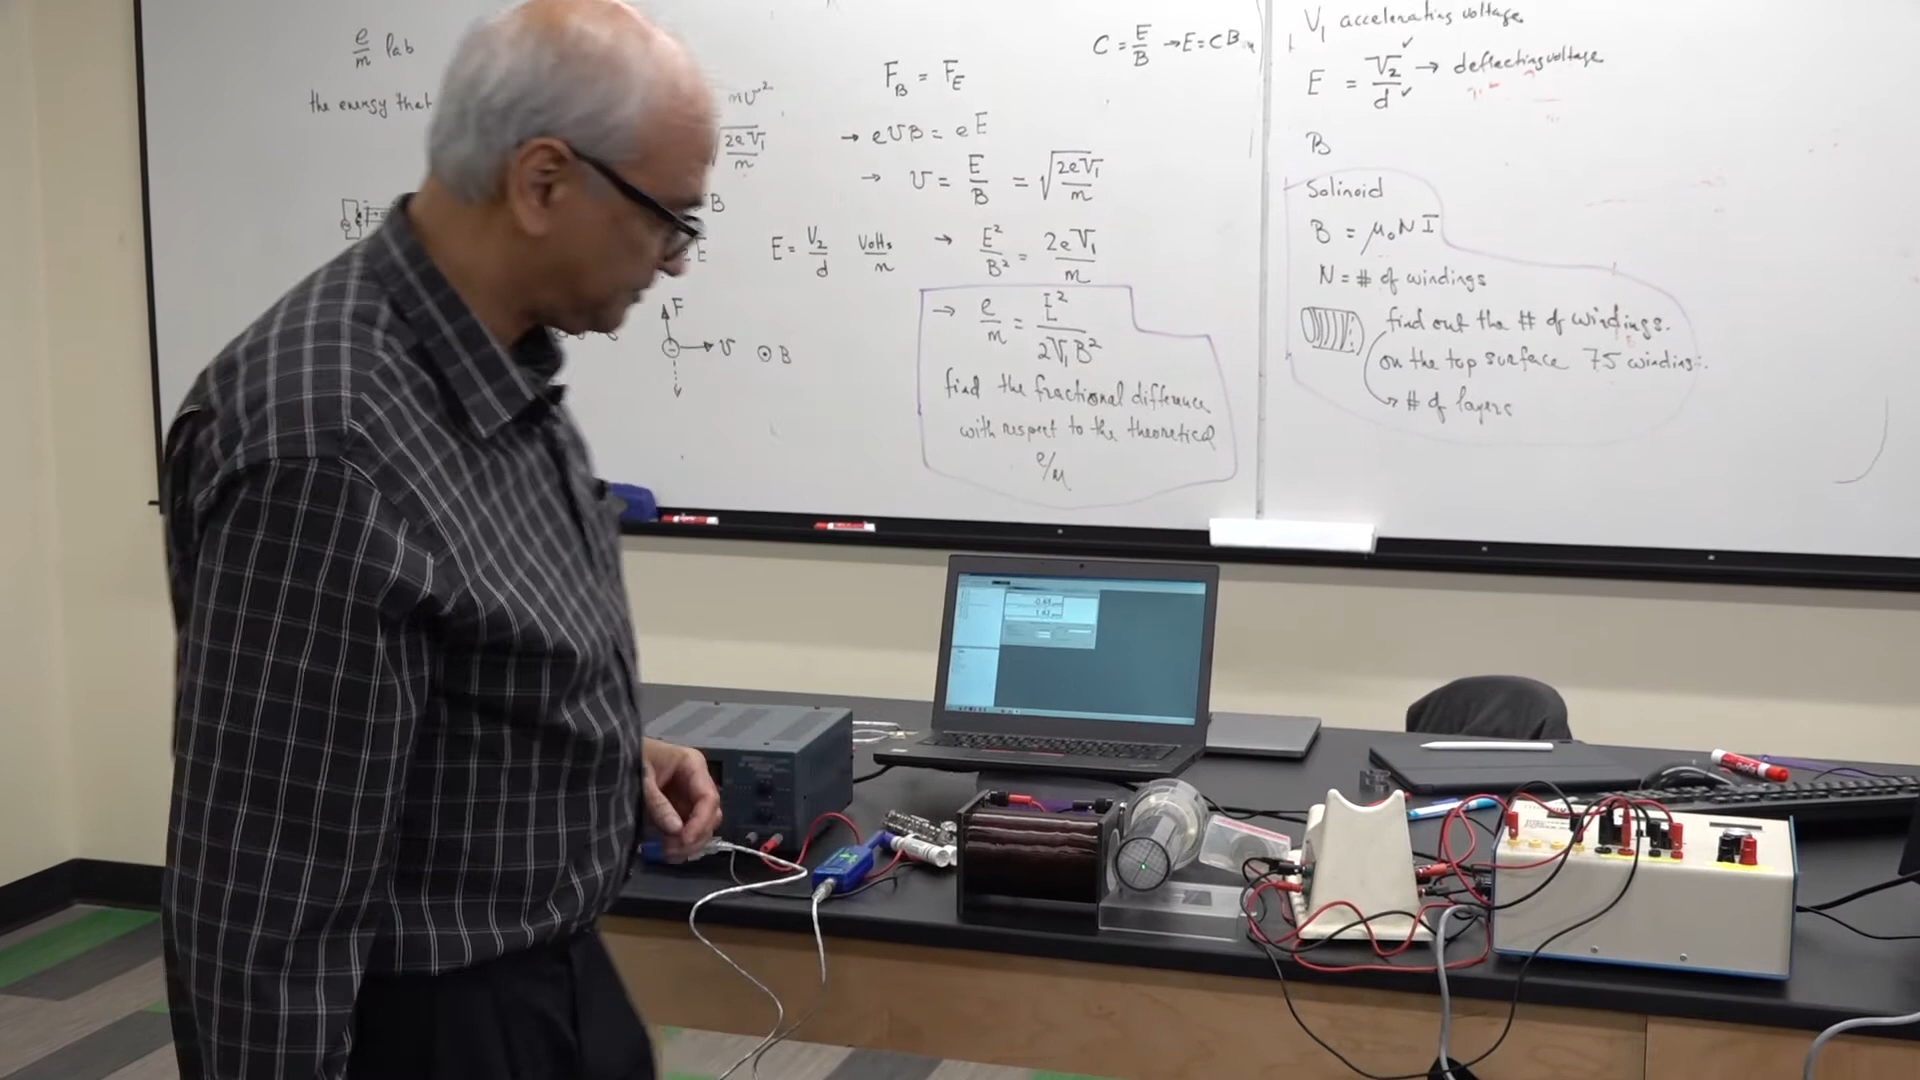 e/m lab
the energy that
mv²
√(2eV₁/m)
B
E
E = V₂/d Volts/m
F
v
B
F_B = F_E
→ evB = eE
→ v = E/B = √(2eV₁/m)
→ E²/B² = 2eV₁/m
→ e/m = E²/2V₁B²
find the fractional difference
with respect to the theoretical
e/m
C = E/B → E = CB
V₁ accelerating voltage
E = V₂/d → deflecting voltage
B
Solinoid
B = μ₀NI
N = # of windings
find out the # of windings.
on the top surface 75 windings
# of layers